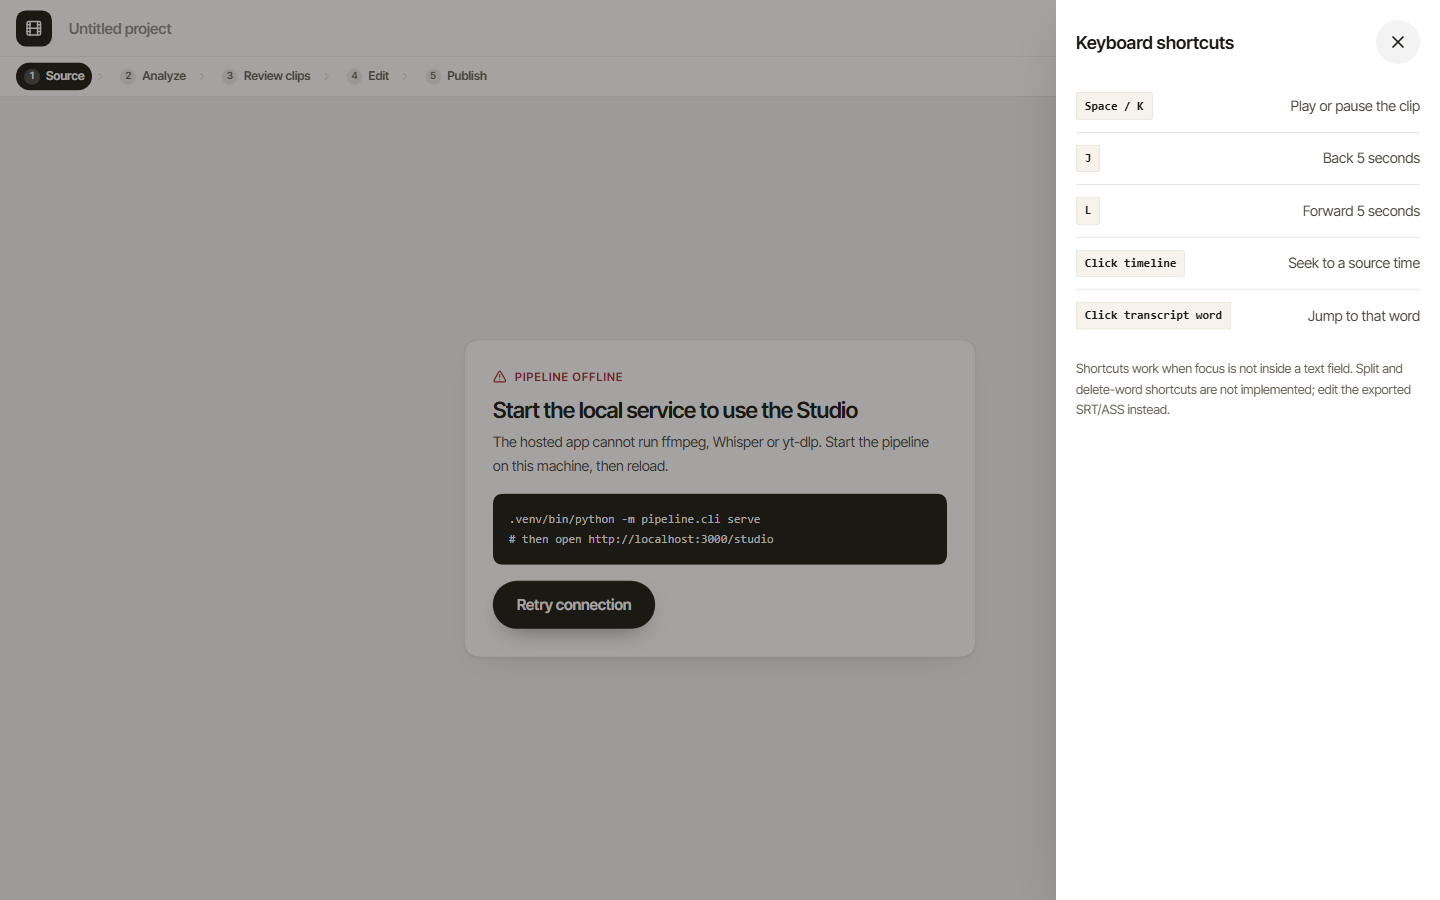 Untitled project
1 Source
2 Analyze
3 Review clips
4 Edit
5 Publish
PIPELINE OFFLINE
Start the local service to use the Studio
The hosted app cannot run ffmpeg, Whisper or yt-dlp. Start the pipeline
on this machine, then reload.
.venv/bin/python -m pipeline.cli serve
# then open http://localhost:3000/studio
Retry connection
Keyboard shortcuts
Space / K Play or pause the clip
J Back 5 seconds
L Forward 5 seconds
Click timeline Seek to a source time
Click transcript word Jump to that word
Shortcuts work when focus is not inside a text field. Split and
delete-word shortcuts are not implemented; edit the exported
SRT/ASS instead.